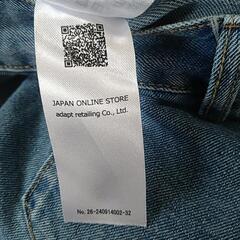 JAPAN ONLINE STORE
adapt retailing Co., Ltd.
No: 26-240914002-32